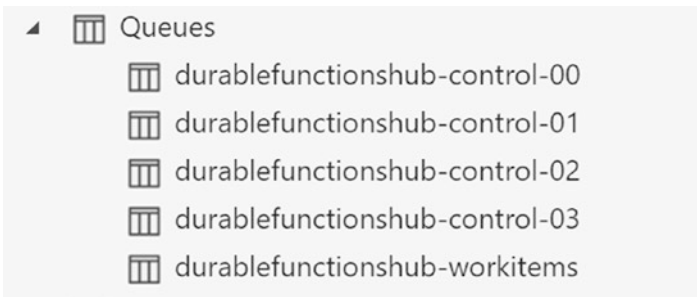 Queues
durablefunctionshub-control-00
durablefunctionshub-control-01
durablefunctionshub-control-02
durablefunctionshub-control-03
durablefunctionshub-workitems